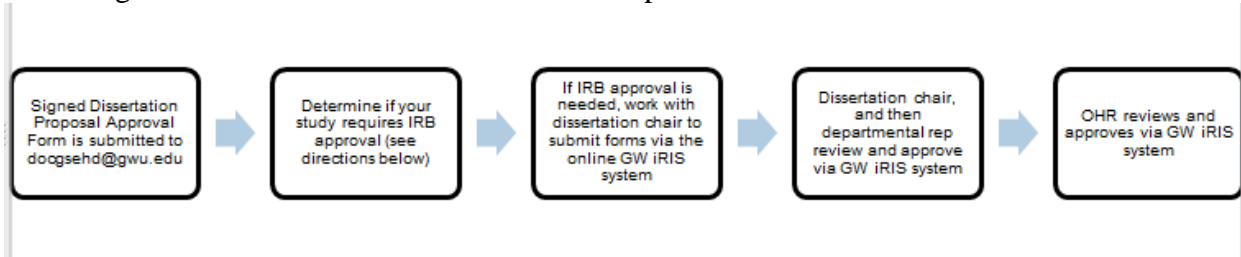 Signed Dissertation
Proposal Approval
Form is submitted to
docgsehd@gwu.edu
Determine if your
study requires IRB
approval (see
directions below)
If IRB approval is
needed, work with
dissertation chair to
submit forms via the
online GW iRIS
system
Dissertation chair,
and then
departmental rep
review and approve
via GW iRIS system
OHR reviews and
approves via GW iRIS
system